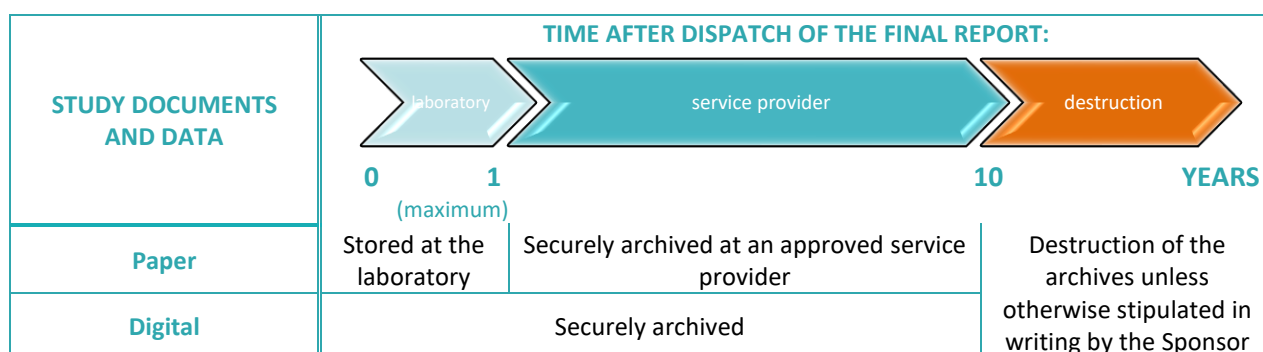 TIME AFTER DISPATCH OF THE FINAL REPORT:
STUDY DOCUMENTS
AND DATA
laboratory
service provider
destruction
0
1
10
YEARS
(maximum)
Paper
Stored at the
laboratory
Securely archived at an approved service
provider
Destruction of the
archives unless
otherwise stipulated in
writing by the Sponsor
Digital
Securely archived